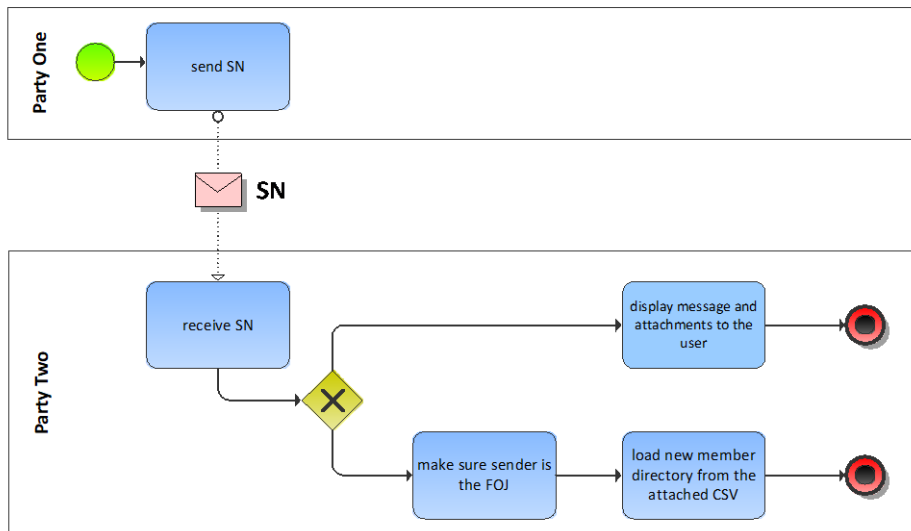 Party One
send SN
SN
Party Two
receive SN
display message and
attachments to the
user
make sure sender is
the FOJ
load new member
directory from the
attached CSV